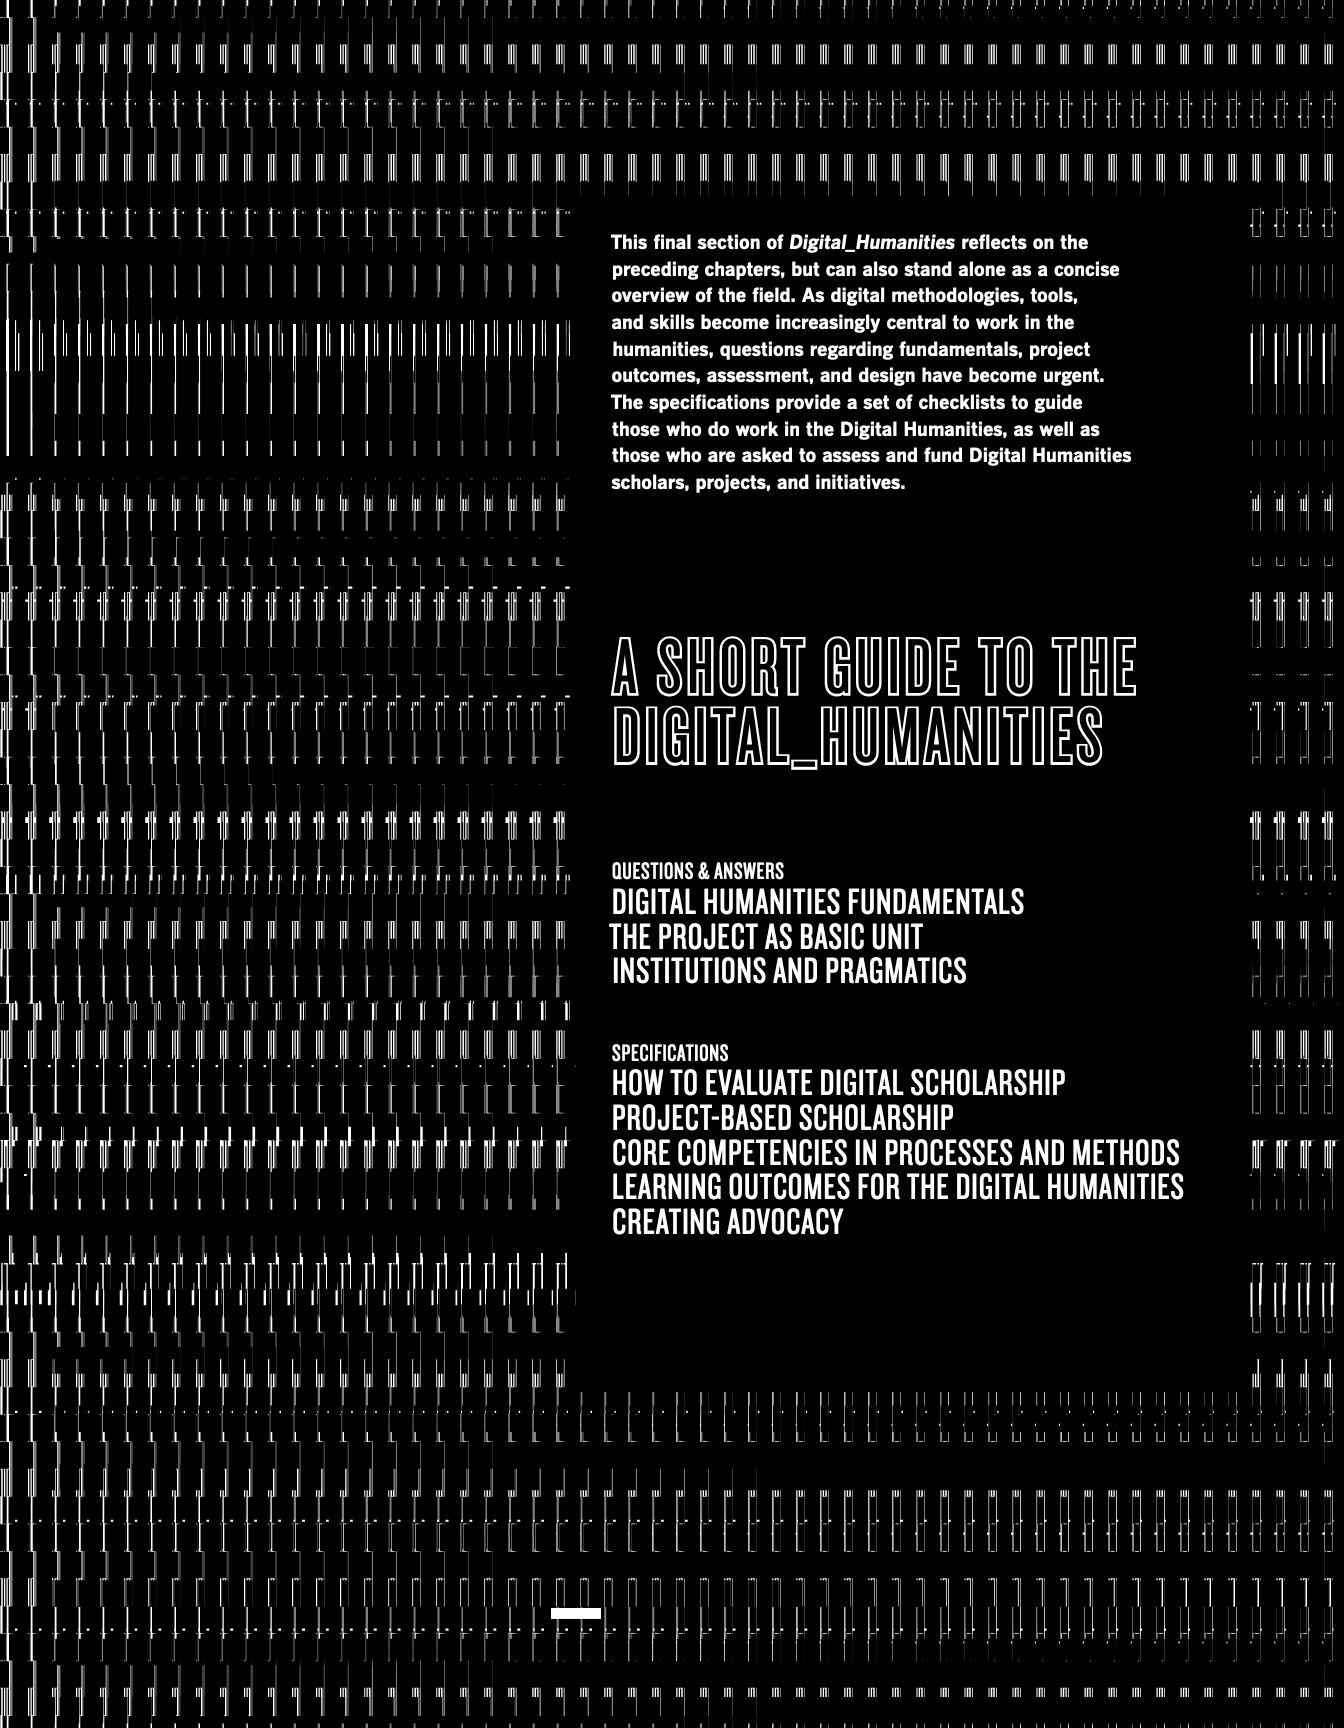 This final section of Digital_Humanities reflects on the
preceding chapters, but can also stand alone as a concise
overview of the field. As digital methodologies, tools,
and skills become increasingly central to work in the
humanities, questions regarding fundamentals, project
outcomes, assessment, and design have become urgent.
The specifications provide a set of checklists to guide
those who do work in the Digital Humanities, as well as
those who are asked to assess and fund Digital Humanities
scholars, projects, and initiatives.
A SHORT GUIDE TO THE
DIGITAL_HUMANITIES
QUESTIONS & ANSWERS
DIGITAL HUMANITIES FUNDAMENTALS
THE PROJECT AS BASIC UNIT
INSTITUTIONS AND PRAGMATICS
SPECIFICATIONS
HOW TO EVALUATE DIGITAL SCHOLARSHIP
PROJECT-BASED SCHOLARSHIP
CORE COMPETENCIES IN PROCESSES AND METHODS
LEARNING OUTCOMES FOR THE DIGITAL HUMANITIES
CREATING ADVOCACY